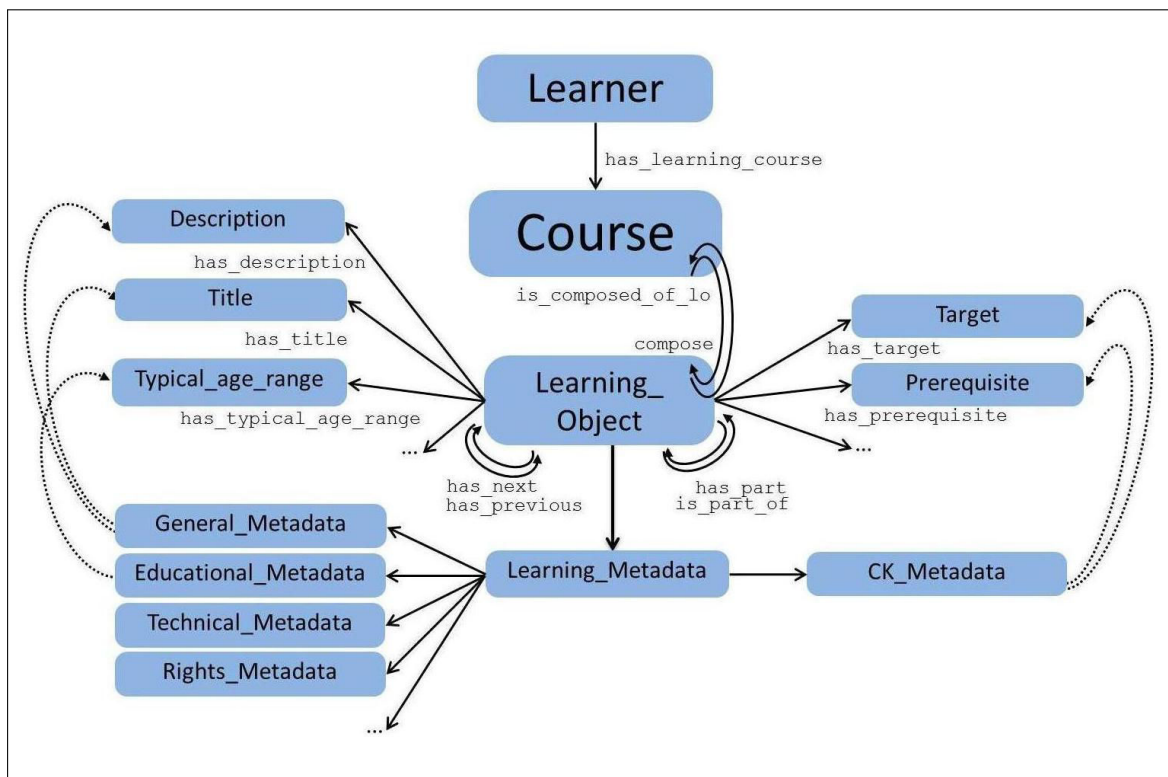 Learner
has_learning_course
Course
Description
has_description
Title
has_title
Typical_age_range
has_typical_age_range
...
is_composed_of_lo
compose
Learning_
Object
Target
has_target
Prerequisite
has_prerequisite
...
has_next
has_previous
has_part
is_part_of
General_Metadata
Educational_Metadata
Technical_Metadata
Rights_Metadata
...
Learning_Metadata
CK_Metadata